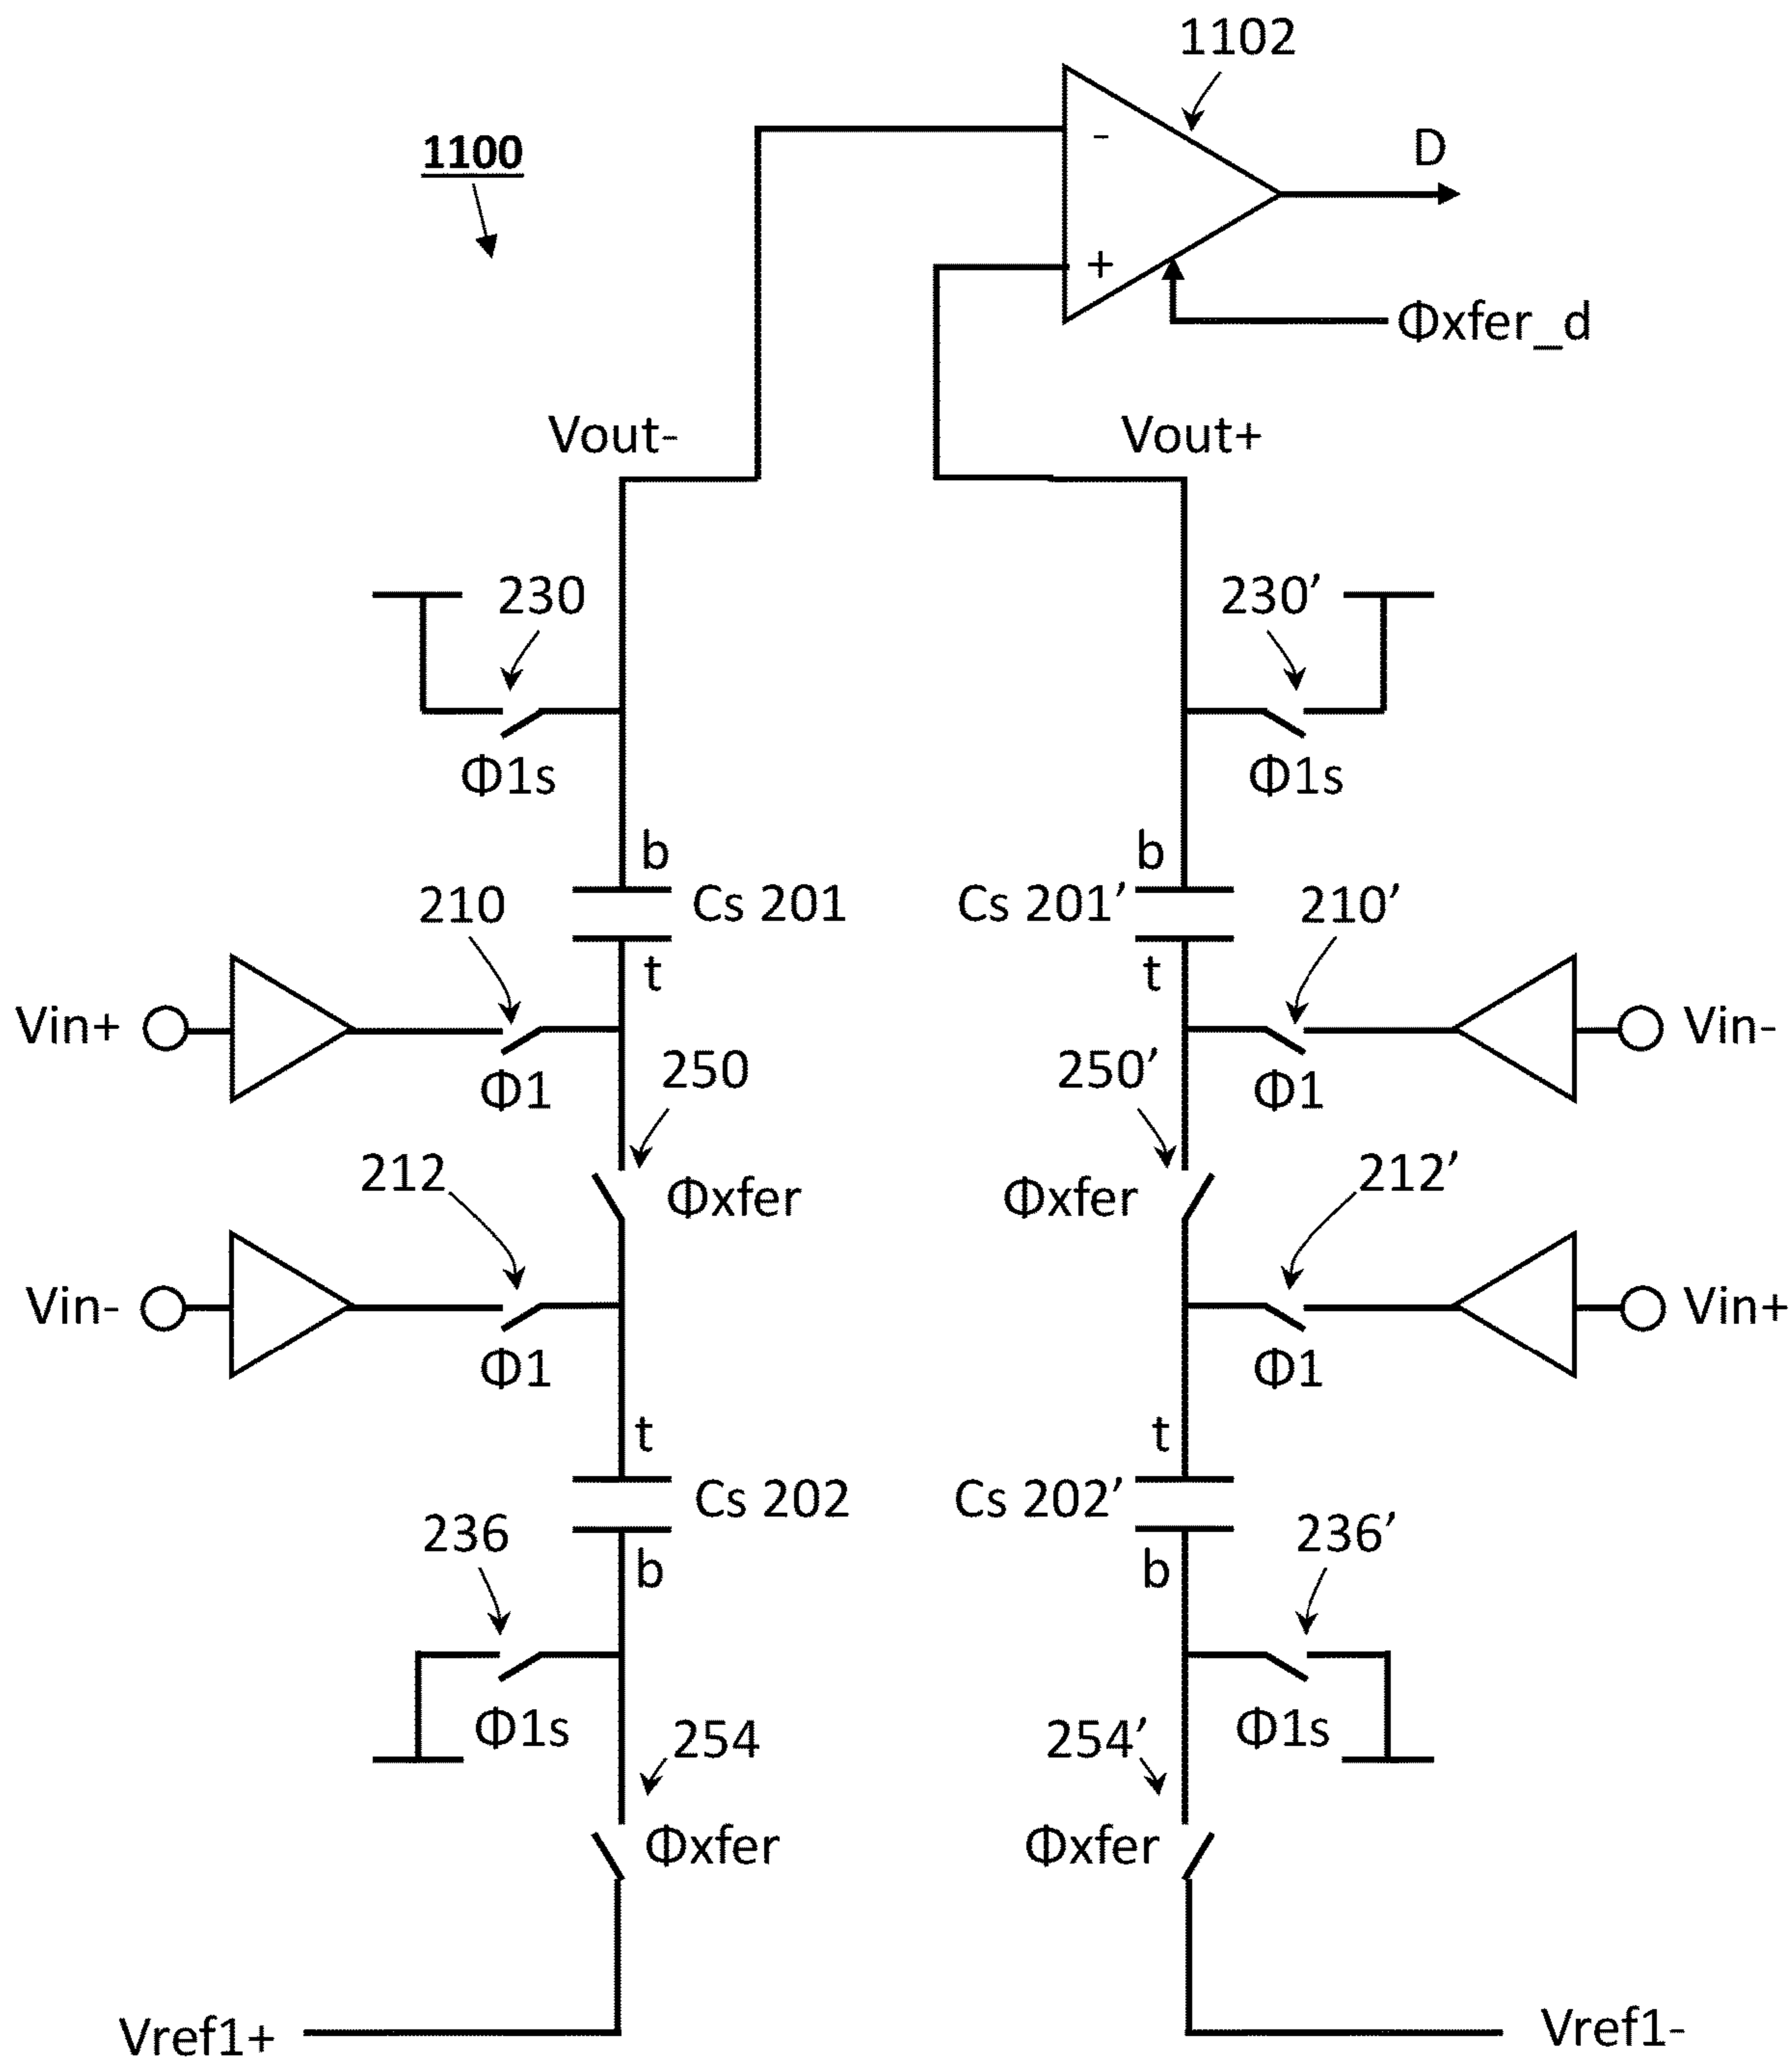 1102
1100
-
D
+
Φxfer_d
Vout-
Vout+
230
230’
Φ1s
Φ1s
b
b
210
Cs 201
Cs 201’
210’
t
t
Vin+
Vin-
250
250’
Φ1
Φ1
212
212’
Φxfer
Φxfer
Vin-
Vin+
Φ1
Φ1
t
t
Cs 202
Cs 202’
236
236’
b
b
Φ1s
Φ1s
254
254’
Φxfer
Φxfer
Vref1+
Vref1-